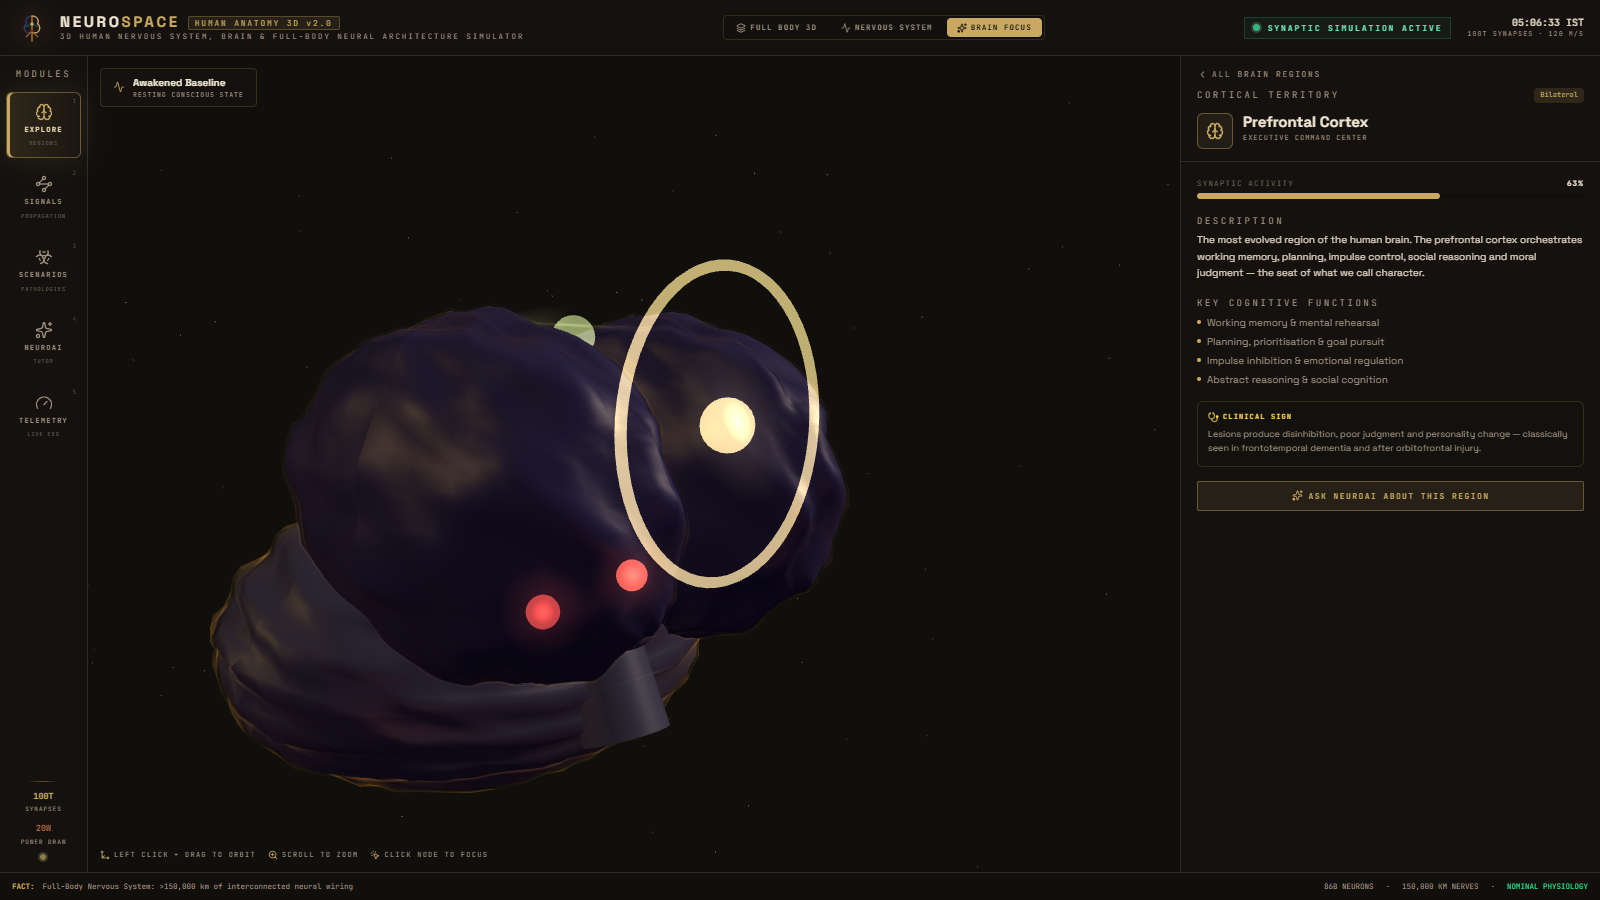 NEUROSPACE HUMAN ANATOMY 3D v2.0
3D HUMAN NERVOUS SYSTEM, BRAIN & FULL-BODY NEURAL ARCHITECTURE SIMULATOR
FULL BODY 3D
NERVOUS SYSTEM
BRAIN FOCUS
SYNAPTIC SIMULATION ACTIVE
05:06:33 IST
100T SYNAPSES · 120 M/S
MODULES
1
EXPLORE
REGIONS
2
SIGNALS
PROPAGATION
3
SCENARIOS
PATHOLOGIES
4
NEUROAI
TUTOR
5
TELEMETRY
LIVE EEG
100T
SYNAPSES
20W
POWER DRAW
Awakened Baseline
RESTING CONSCIOUS STATE
LEFT CLICK + DRAG TO ORBIT
SCROLL TO ZOOM
CLICK NODE TO FOCUS
ALL BRAIN REGIONS
CORTICAL TERRITORY
Bilateral
Prefrontal Cortex
EXECUTIVE COMMAND CENTER
SYNAPTIC ACTIVITY
63%
DESCRIPTION
The most evolved region of the human brain. The prefrontal cortex orchestrates
working memory, planning, impulse control, social reasoning and moral
judgment — the seat of what we call character.
KEY COGNITIVE FUNCTIONS
Working memory & mental rehearsal
Planning, prioritisation & goal pursuit
Impulse inhibition & emotional regulation
Abstract reasoning & social cognition
CLINICAL SIGN
Lesions produce disinhibition, poor judgment and personality change — classically
seen in frontotemporal dementia and after orbitofrontal injury.
ASK NEUROAI ABOUT THIS REGION
FACT: Full-Body Nervous System: >150,000 km of interconnected neural wiring
86B NEURONS · 150,000 KM NERVES · NOMINAL PHYSIOLOGY